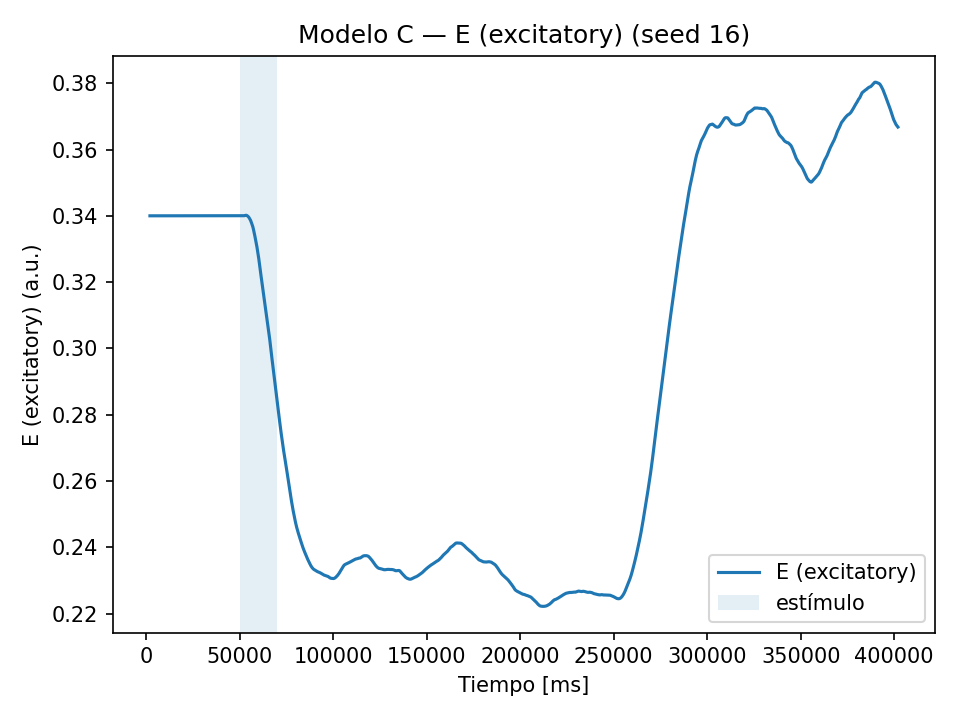 Modelo C — E (excitatory) (seed 16)
E (excitatory) (a.u.)
0.38
0.36
0.34
0.32
0.30
0.28
0.26
0.24
0.22
E (excitatory)
estímulo
0 50000 100000 150000 200000 250000 300000 350000 400000
Tiempo [ms]